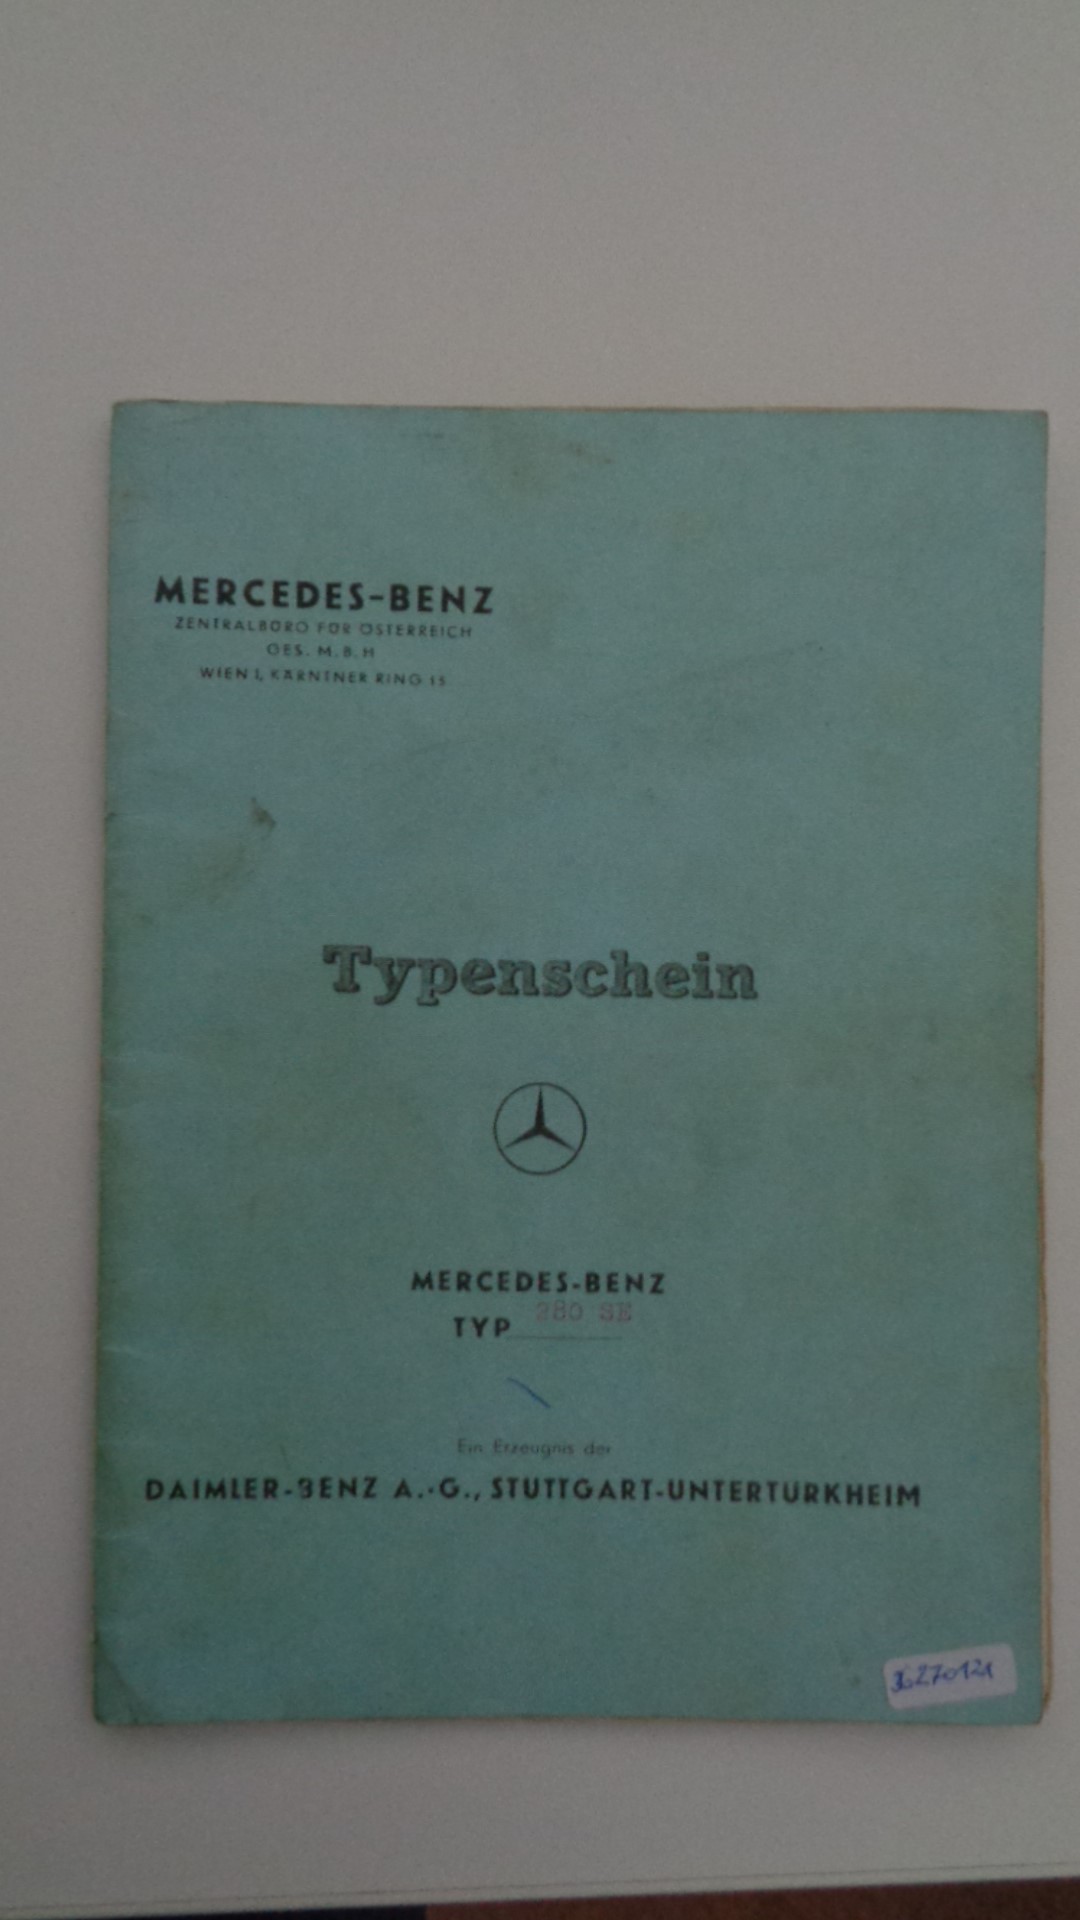 MERCEDES-BENZ
ZENTRALBÜRO FÜR ÖSTERREICH
GES. M. B. H
WIEN I, KÄRNTNER RING 15
Typenschein
MERCEDES-BENZ
TYP 280 SE
Ein Erzeugnis der
DAIMLER-BENZ A.-G., STUTTGART-UNTERTÜRKHEIM